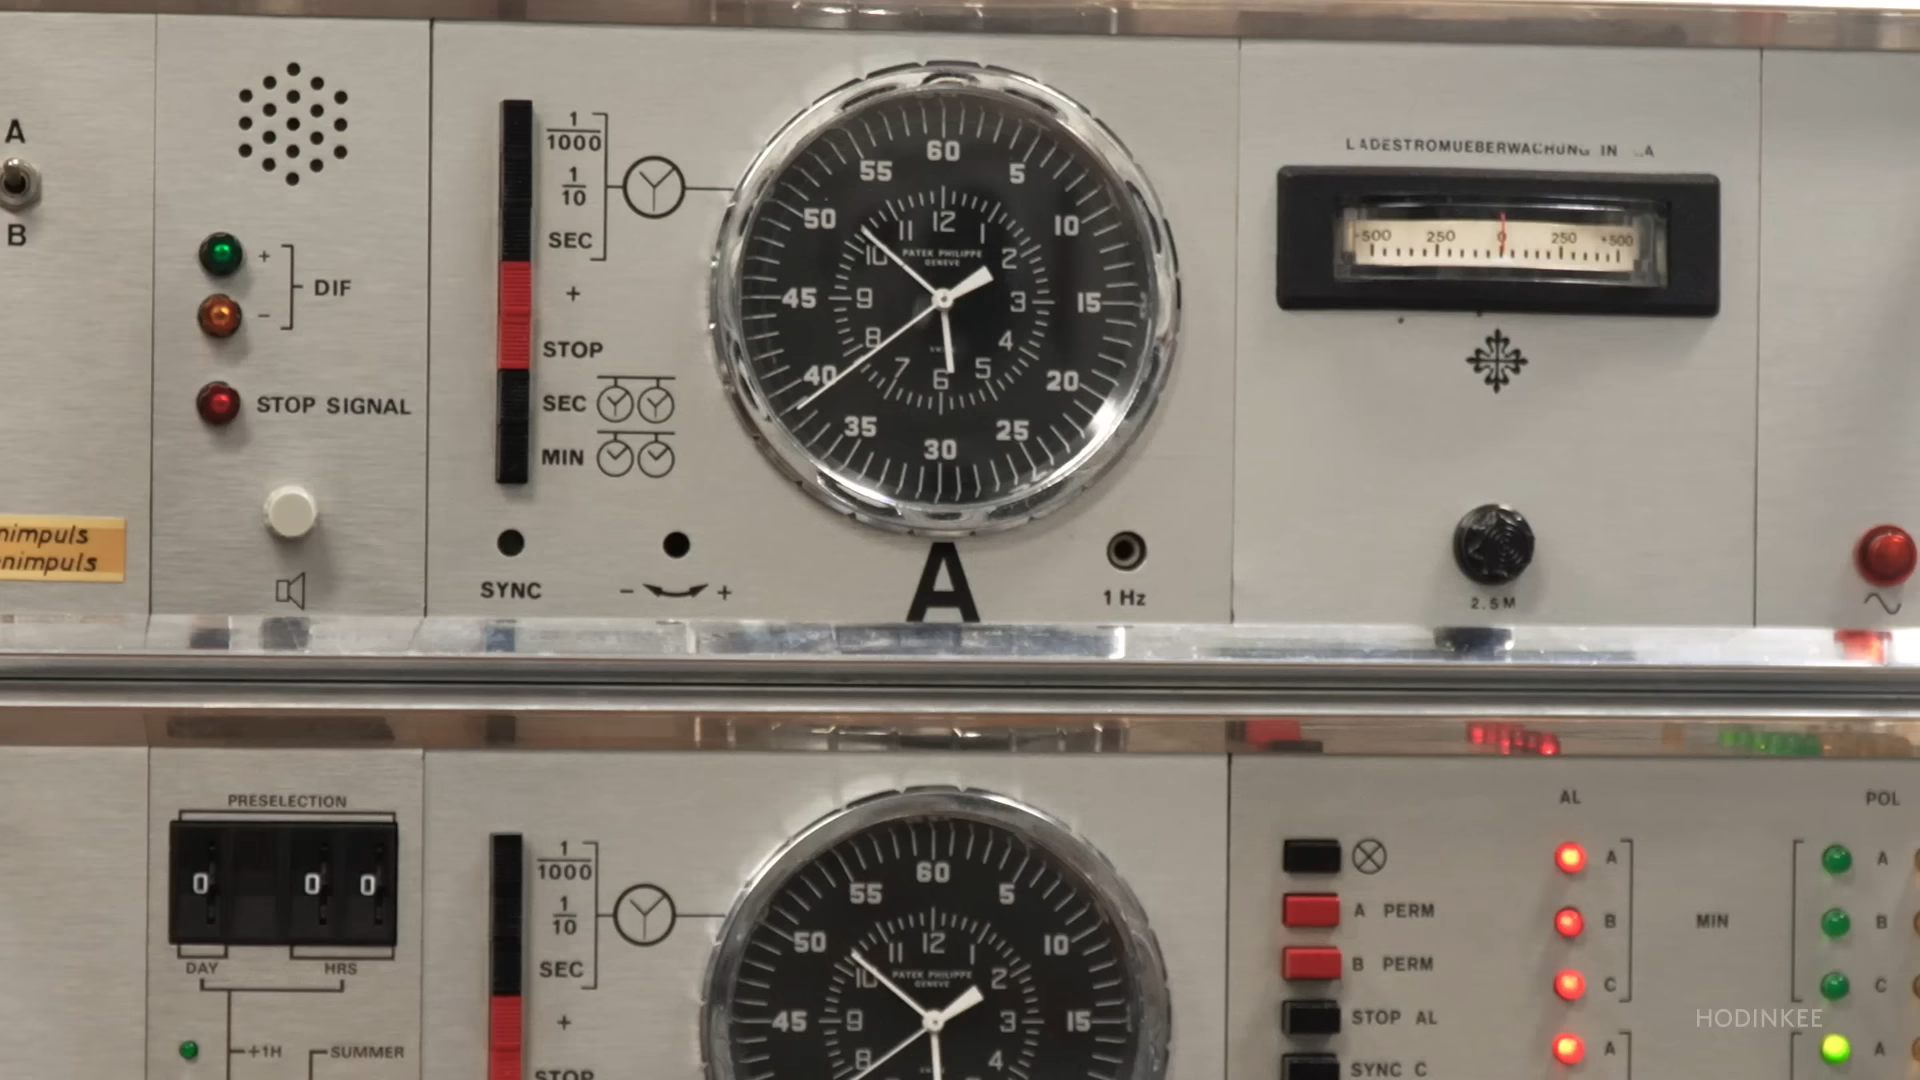 A
B
nimpuls
nimpuls
+
-
DIF
STOP SIGNAL
1
1000
1
10
SEC
+
STOP
SEC
MIN
SYNC
- +
60
5
10
15
20
25
30
35
40
45
50
55
12
1
2
3
4
5
6
7
8
9
10
11
PATEK PHILIPPE
GENEVE
A
1 Hz
LADESTROMUEBERWACHUNG IN
-500 250 0 250 +500
2.5M
PRESELECTION
0 0 0
DAY HRS
+1H SUMMER
1
1000
1
10
SEC
+
STOP
60
5
10
15
45
50
55
12
1
2
3
4
8
9
10
11
PATEK PHILIPPE
GENEVE
AL
POL
A PERM
B PERM
STOP AL
SYNC C
A
B
C
A
MIN
A
B
C
A
HODINKEE